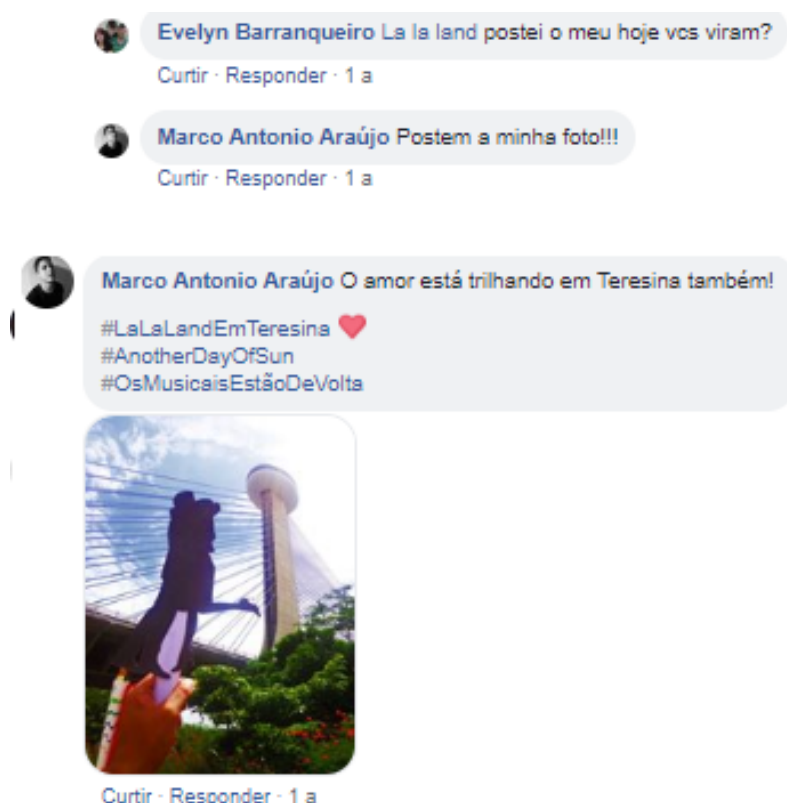 Evelyn Barranqueiro La la land postei o meu hoje vcs viram?
Curtir · Responder · 1 a
Marco Antonio Araújo Postem a minha foto!!!
Curtir · Responder · 1 a
Marco Antonio Araújo O amor está trilhando em Teresina também!
#LaLaLandEmTeresina ❤
#AnotherDayOfSun
#OsMusicaisEstãoDeVolta
Curtir · Responder · 1 a